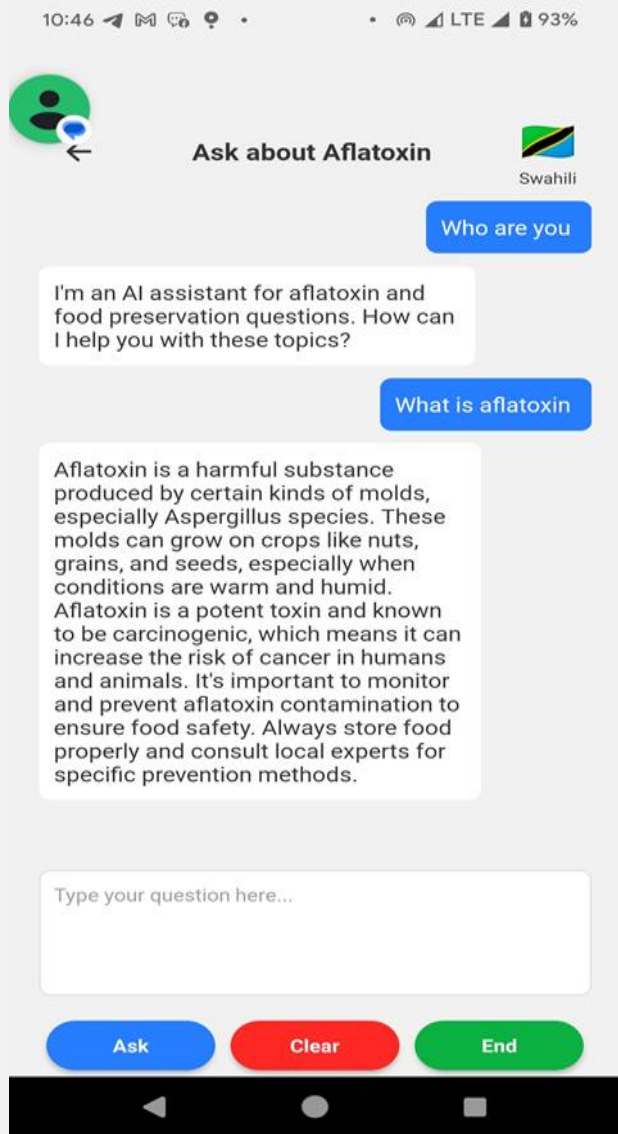 10:46 LTE 93%
Ask about Aflatoxin
Swahili
Who are you
I'm an AI assistant for aflatoxin and
food preservation questions. How can
I help you with these topics?
What is aflatoxin
Aflatoxin is a harmful substance
produced by certain kinds of molds,
especially Aspergillus species. These
molds can grow on crops like nuts,
grains, and seeds, especially when
conditions are warm and humid.
Aflatoxin is a potent toxin and known
to be carcinogenic, which means it can
increase the risk of cancer in humans
and animals. It's important to monitor
and prevent aflatoxin contamination to
ensure food safety. Always store food
properly and consult local experts for
specific prevention methods.
Type your question here...
Ask Clear End